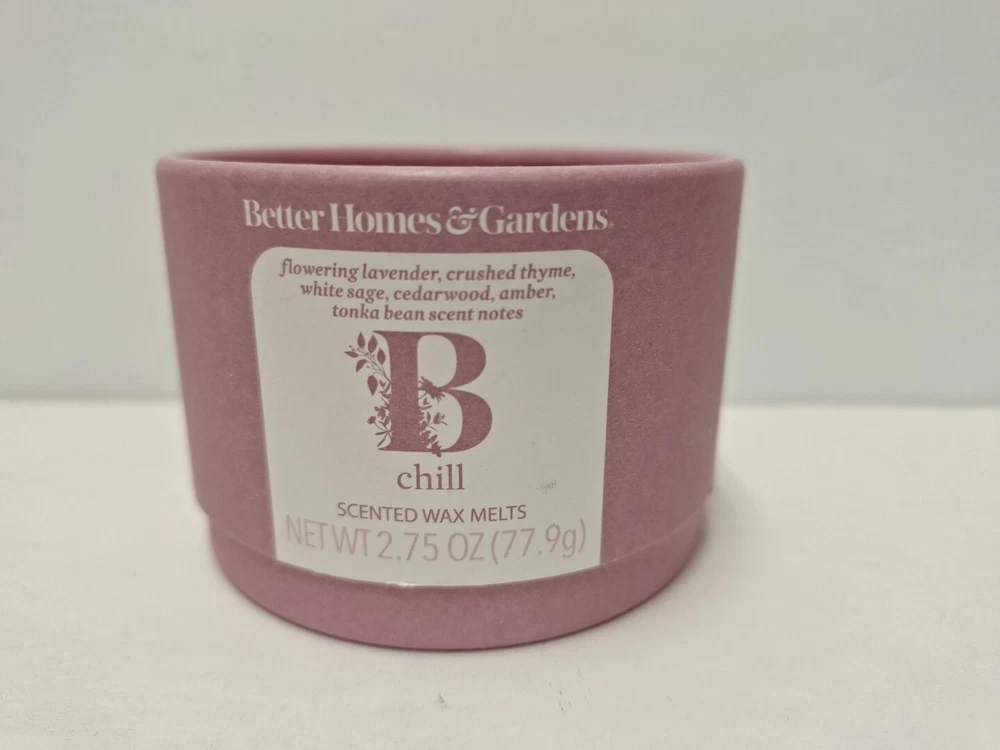 Better Homes & Gardens
flowering lavender, crushed thyme,
white sage, cedarwood, amber,
tonka bean scent notes
B
chill
SCENTED WAX MELTS
NET WT 2.75 OZ (77.9g)